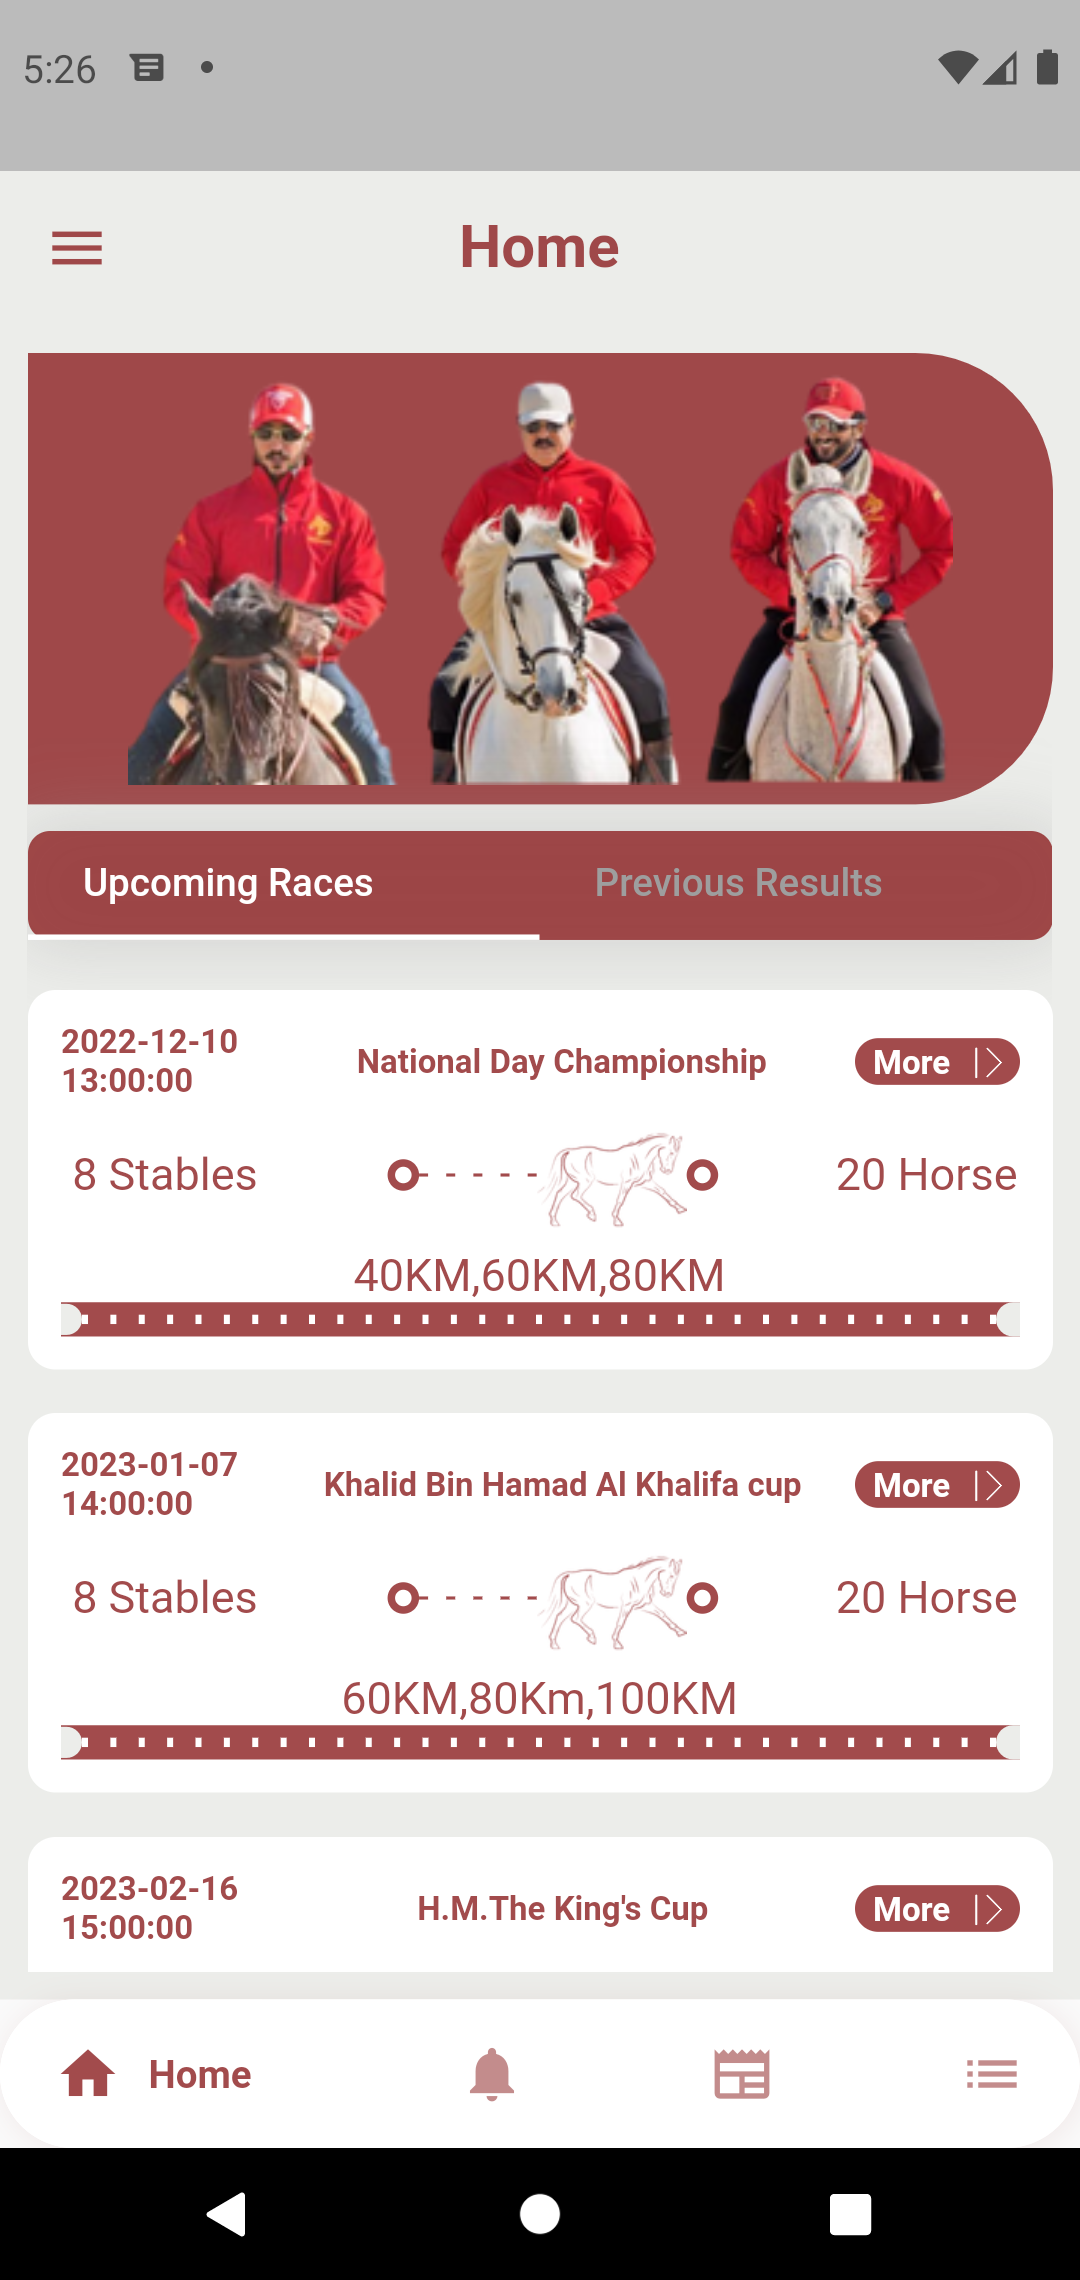 5:26
Home
Upcoming Races
Previous Results
2022-12-10
13:00:00
National Day Championship
More
8 Stables
20 Horse
40KM,60KM,80KM
2023-01-07
14:00:00
Khalid Bin Hamad Al Khalifa cup
More
8 Stables
20 Horse
60KM,80Km,100KM
2023-02-16
15:00:00
H.M.The King's Cup
More
Home